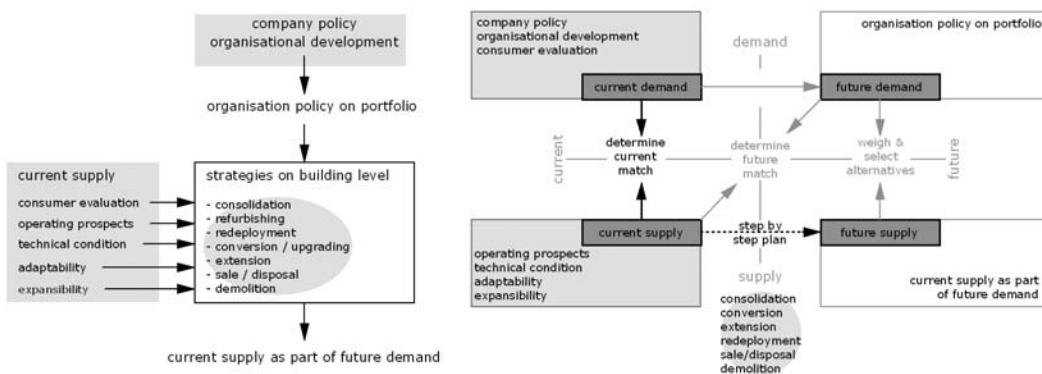 company policy
organisational development
organisation policy on portfolio
current supply
consumer evaluation
operating prospects
technical condition
adaptability
expansibility
strategies on building level
- consolidation
- refurbishing
- redeployment
- conversion / upgrading
- extension
- sale / disposal
- demolition
current supply as part of future demand
company policy
organisational development
consumer evaluation
demand
organisation policy on portfolio
current demand
future demand
current
determine
current
match
determine
future
match
weigh &
select
alternatives
future
current supply
step by
step plan
future supply
operating prospects
technical condition
adaptability
expansibility
supply
consolidation
conversion
extension
redeployment
sale/disposal
demolition
current supply as part
of future demand